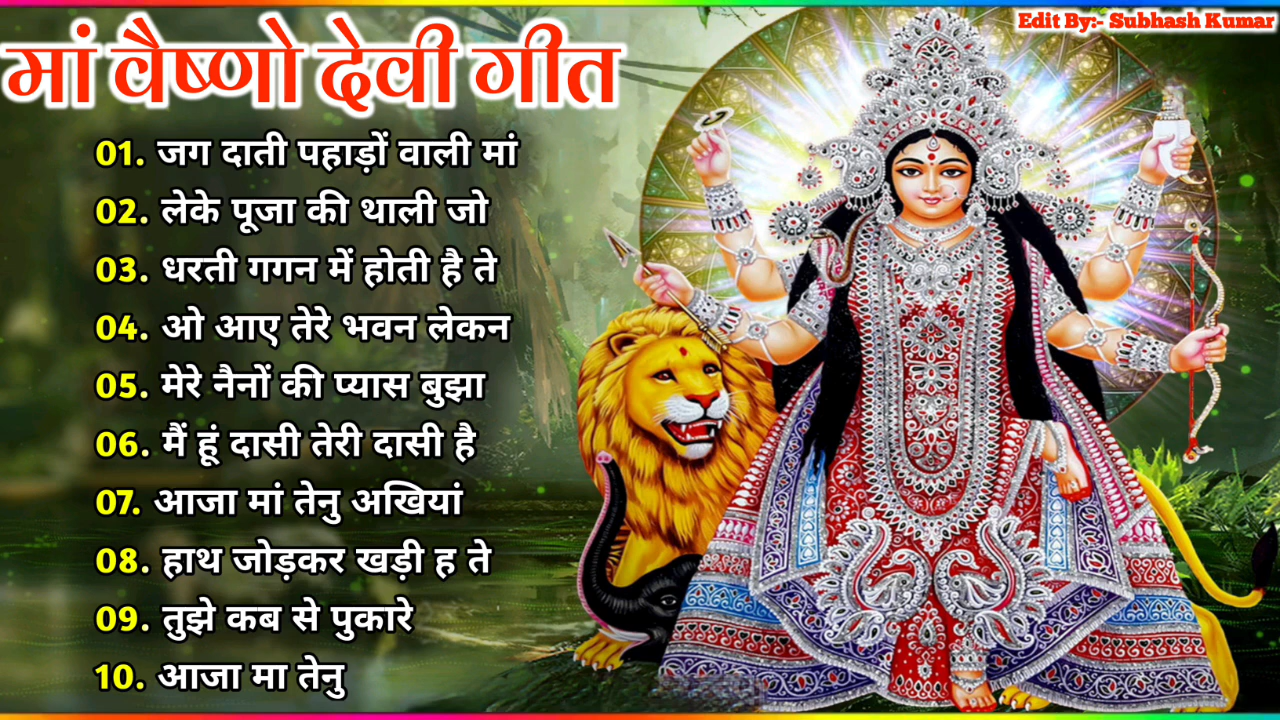 Edit By:- Subhash Kumar
मां वैष्णो देवी गीत
01. जग दाती पहाड़ों वाली मां
02. लेके पूजा की थाली जो
03. धरती गगन में होती है ते
04. ओ आए तेरे भवन लेकन
05. मेरे नैनों की प्यास बुझा
06. मैं हूं दासी तेरी दासी है
07. आजा मां तेनु अखियां
08. हाथ जोड़कर खड़ी ह ते
09. तुझे कब से पुकारे
10. आजा मा तेनु